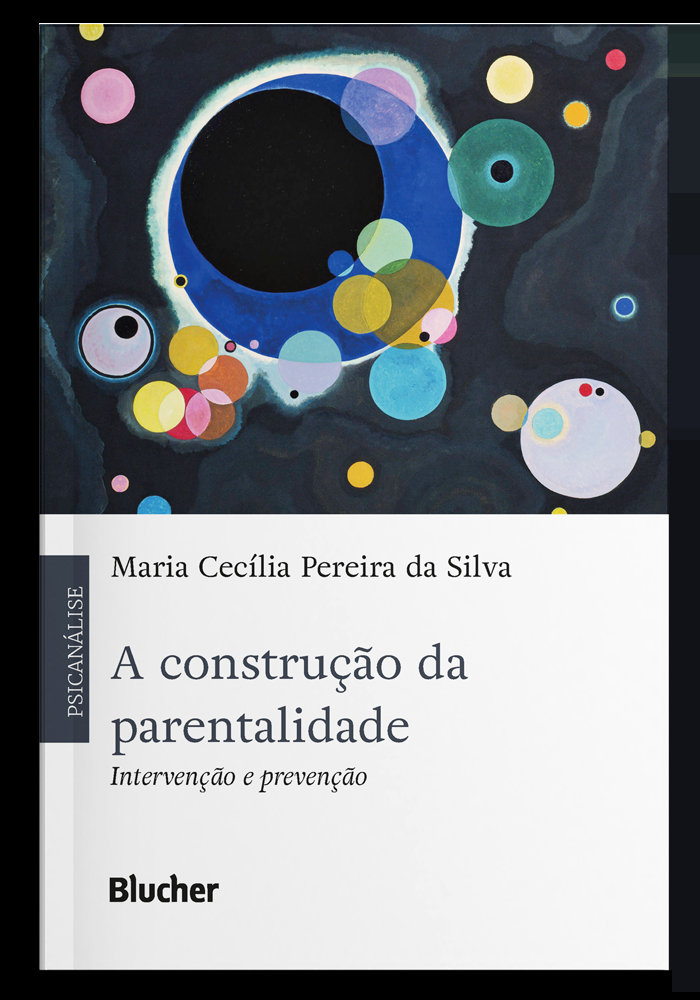 Maria Cecília Pereira da Silva
PSICANÁLISE
A construção da
parentalidade
Intervenção e prevenção
Blucher